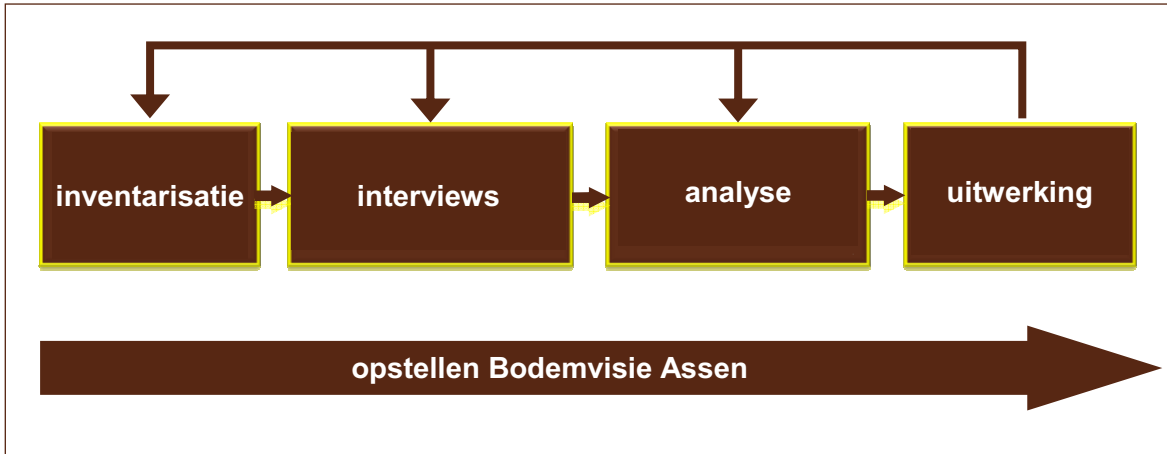 inventarisatie
interviews
analyse
uitwerking
opstellen Bodemvisie Assen